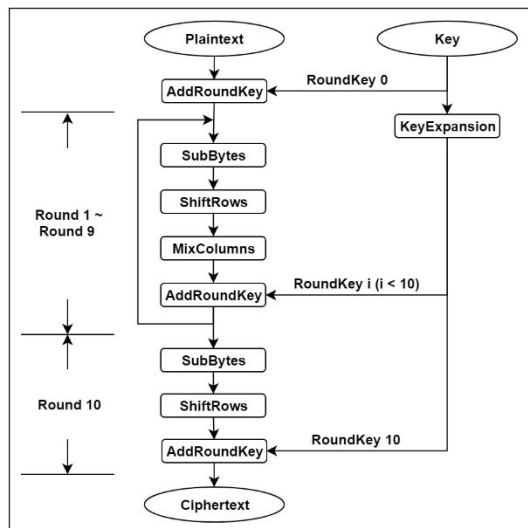 Plaintext
Key
RoundKey 0
AddRoundKey
KeyExpansion
SubBytes
ShiftRows
Round 1 ~
Round 9
MixColumns
RoundKey i (i < 10)
AddRoundKey
SubBytes
Round 10
ShiftRows
RoundKey 10
AddRoundKey
Ciphertext